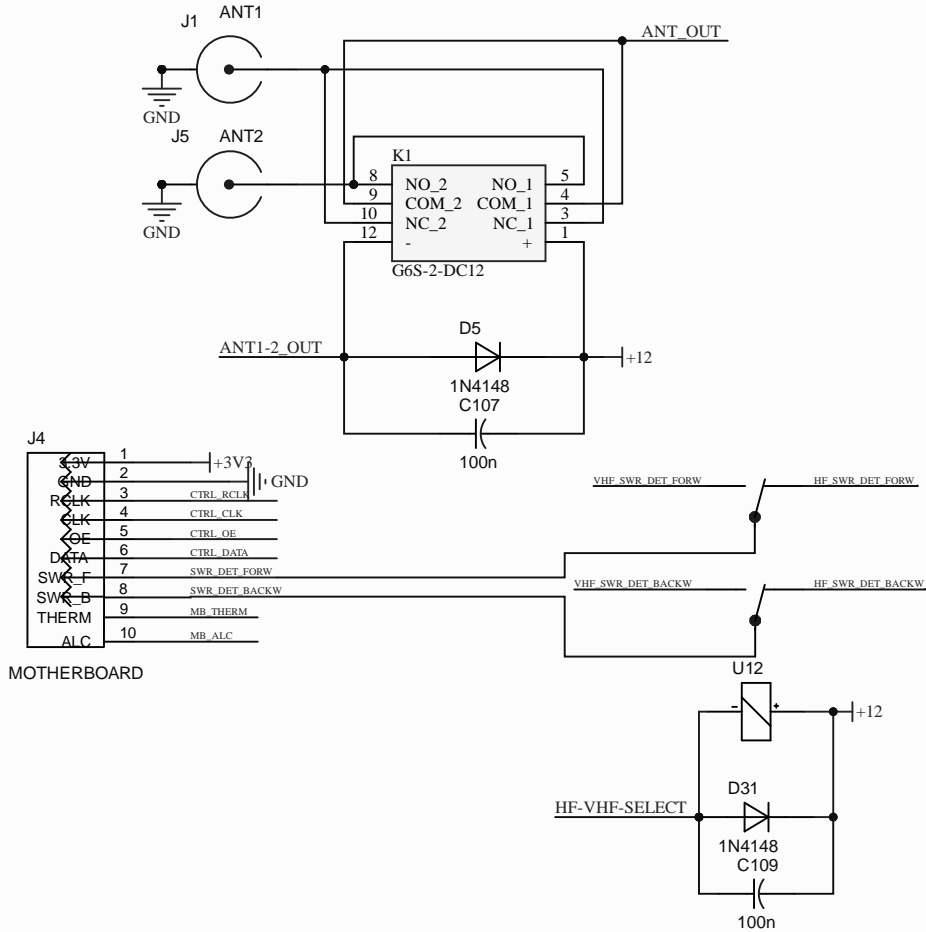 ANT1
J1
ANT_OUT
GND
J5 ANT2
GND
K1
8 NO_2 NO_1 5
9 COM_2 COM_1 4
10 NC_2 NC_1 3
12 - + 1
G6S-2-DC12
D5
ANT1-2_OUT
+12
1N4148
C107
100n
J4
3.3V 1 +3V3
GND 2 GND
RCLK 3 CTRL_RCLK
CLK 4 CTRL_CLK
OE 5 CTRL_OE
DATA 6 CTRL_DATA
SWR_F 7 SWR_DET_FORW
SWR_B 8 SWR_DET_BACKW
THERM 9 MB_THERM
ALC 10 MB_ALC
MOTHERBOARD
VHF_SWR_DET_FORW HF_SWR_DET_FORW
VHF_SWR_DET_BACKW HF_SWR_DET_BACKW
U12
- +
+12
D31
HF-VHF-SELECT
1N4148
C109
100n